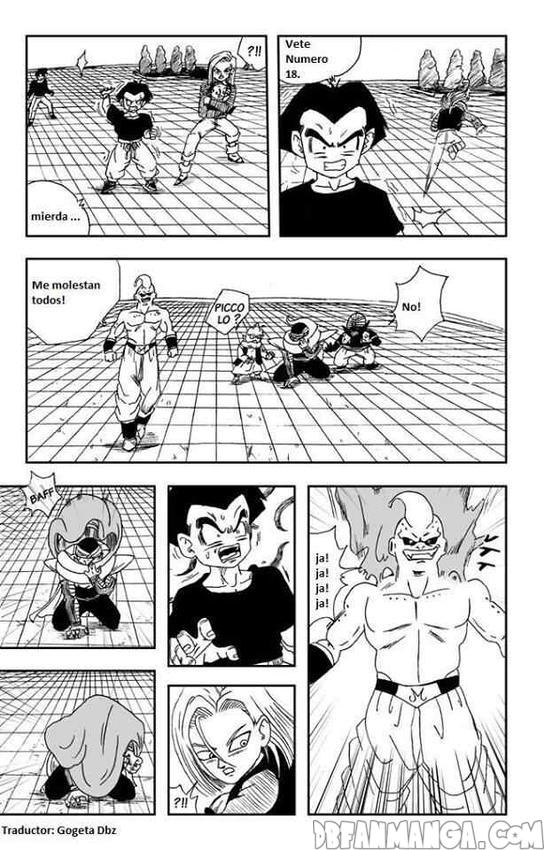 ?!!
mierda ...
Vete
Numero
18.
Me molestan
todos!
PICCO
LO ?
No!
BAFF
ja!
ja!
ja!
ja!
?!!
Traductor: Gogeta Dbz
DBFANMANGA.COM